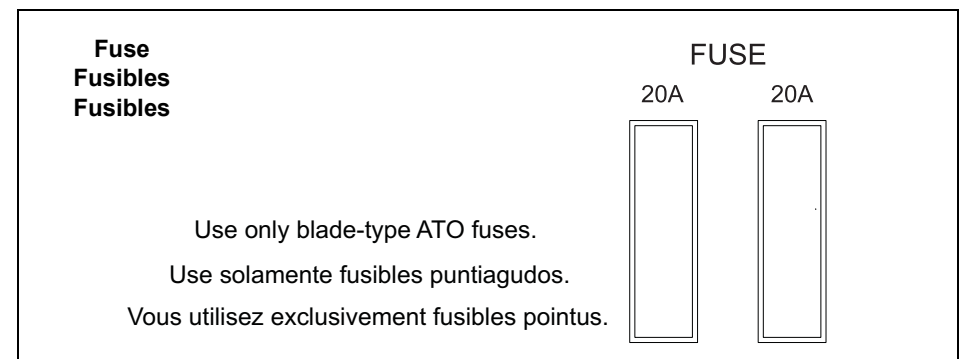 Fuse
Fusibles
Fusibles
FUSE
20A 20A
Use only blade-type ATO fuses.
Use solamente fusibles puntiagudos.
Vous utilisez exclusivement fusibles pointus.